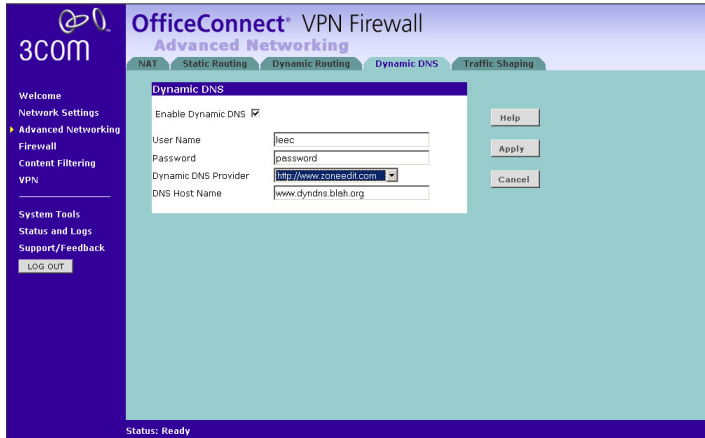 3COM
OfficeConnect® VPN Firewall
Advanced Networking
NAT Static Routing Dynamic Routing Dynamic DNS Traffic Shaping
Welcome
Network Settings
Advanced Networking
Firewall
Content Filtering
VPN
System Tools
Status and Logs
Support/Feedback
LOG OUT
Dynamic DNS
Enable Dynamic DNS
User Name leec
Password password
Dynamic DNS Provider http://www.zoneedit.com
DNS Host Name www.dyndns.blah.org
Help
Apply
Cancel
Status: Ready